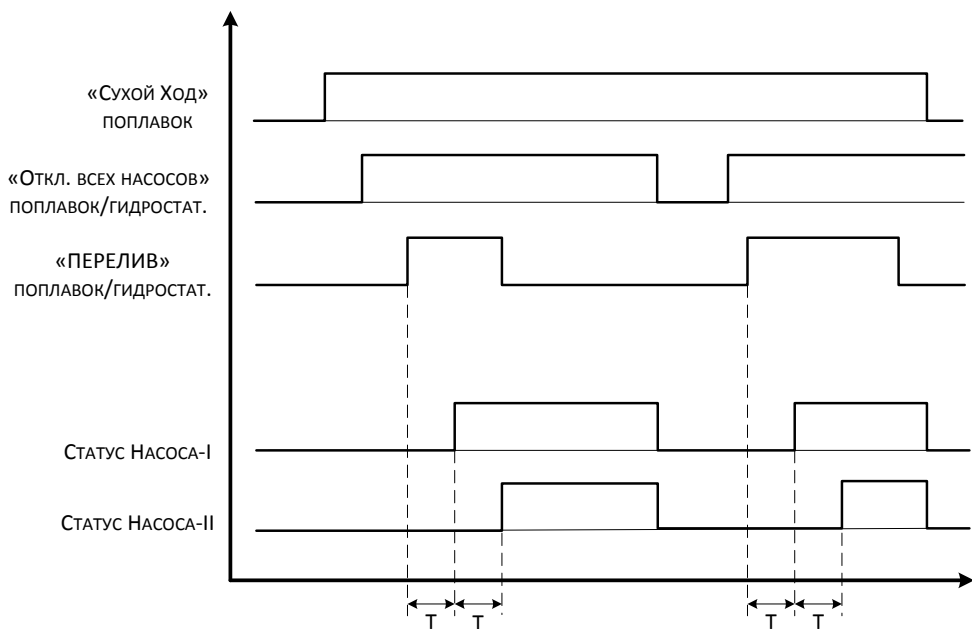 «Сухой Ход»
поплавок
«Откл. всех насосов»
поплавок/гидростат.
«ПЕРЕЛИВ»
поплавок/гидростат.
Статус Насоса-I
Статус Насоса-II
T T T T